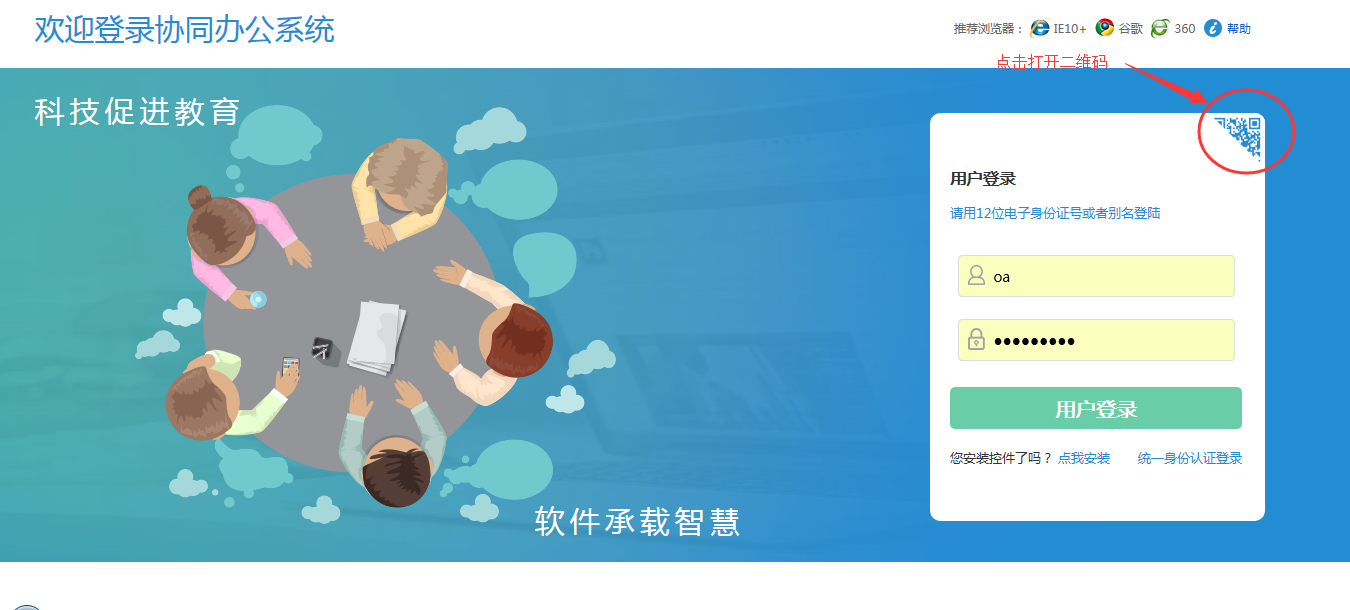 欢迎登录协同办公系统
推荐浏览器： IE10+ 谷歌 360 帮助
点击打开二维码
科技促进教育
用户登录
请用12位电子身份证号或者别名登陆
oa
●●●●●●●●●
用户登录
您安装控件了吗？ 点我安装 统一身份认证登录
软件承载智慧